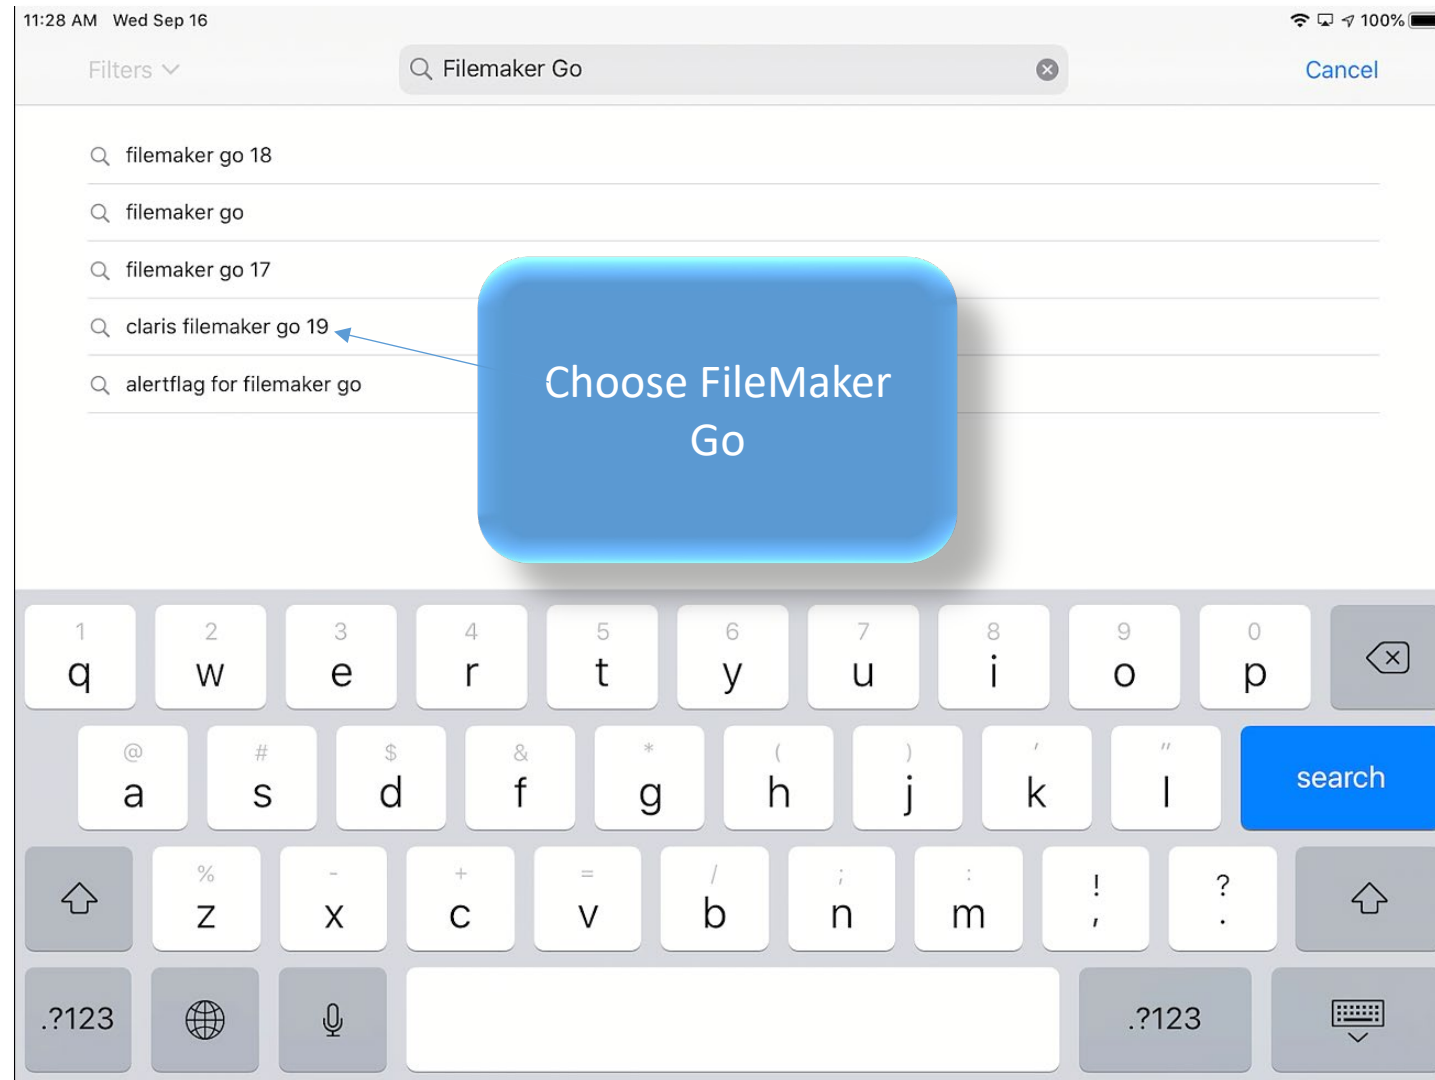 11:28 AM Wed Sep 16 100%
Filters Filemaker Go Cancel
filemaker go 18
filemaker go
filemaker go 17
claris filemaker go 19
alertflag for filemaker go
Choose FileMaker
Go
1 2 3 4 5 6 7 8 9 0
q w e r t y u i o p
@ # $ & * ( ) ' "
a s d f g h j k l search
% - + = / ; : ! ?
z x c v b n m , .
.?123 .?123